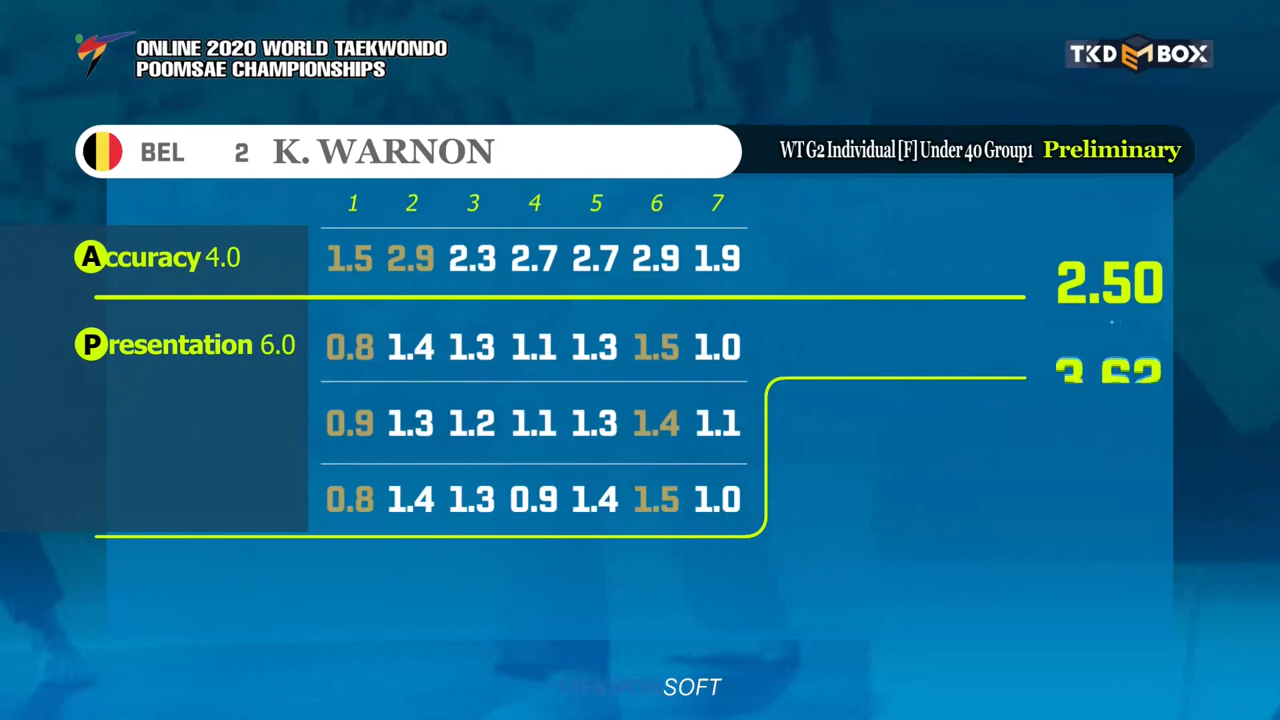 ONLINE 2020 WORLD TAEKWONDO
POOMSAE CHAMPIONSHIPS
TKD BOX
BEL 2 K. WARNON
WT G2 Individual [F] Under 40 Group1 Preliminary
1 2 3 4 5 6 7
Accuracy 4.0 1.5 2.9 2.3 2.7 2.7 2.9 1.9
2.50
Presentation 6.0 0.8 1.4 1.3 1.1 1.3 1.5 1.0
0.9 1.3 1.2 1.1 1.3 1.4 1.1
0.8 1.4 1.3 0.9 1.4 1.5 1.0
SOFT